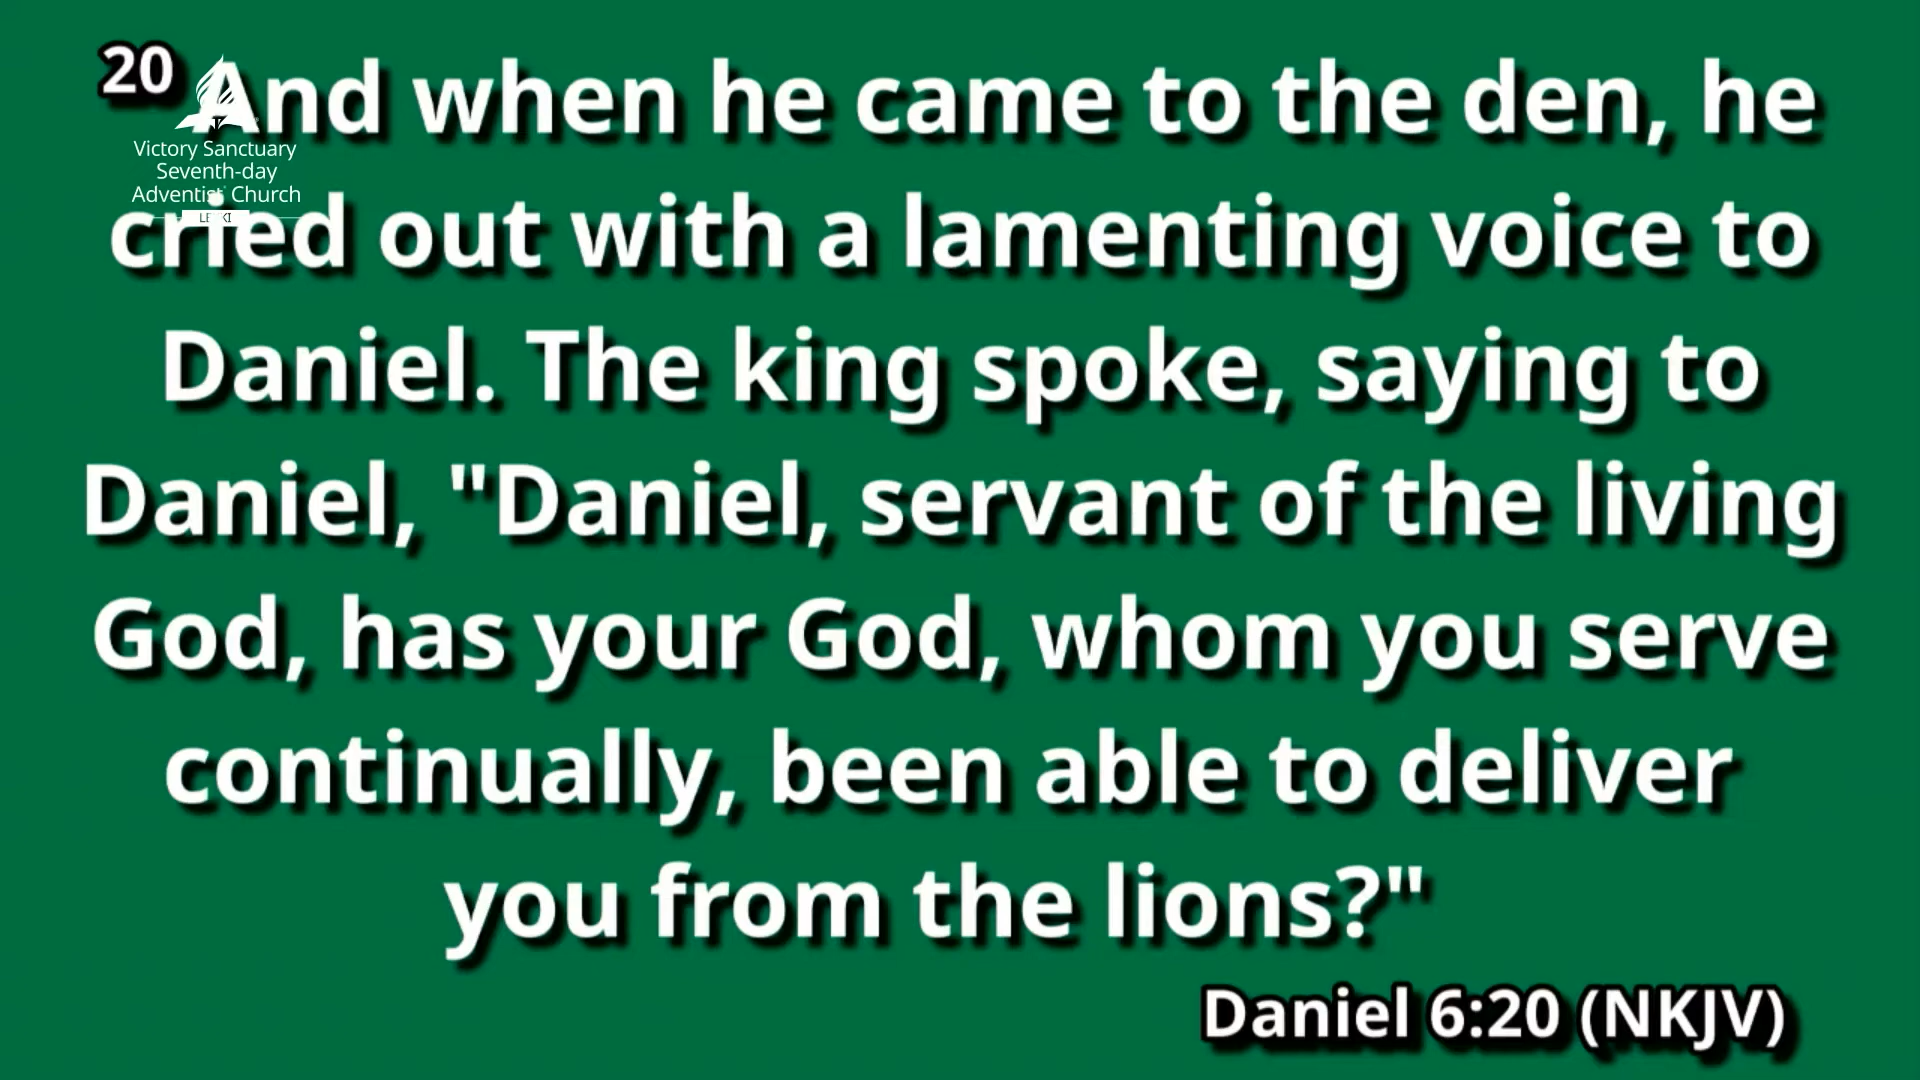 20 And when he came to the den, he
cried out with a lamenting voice to
Daniel. The king spoke, saying to
Daniel, "Daniel, servant of the living
God, has your God, whom you serve
continually, been able to deliver
you from the lions?"
Daniel 6:20 (NKJV)
Victory Sanctuary
Seventh-day
Adventist Church